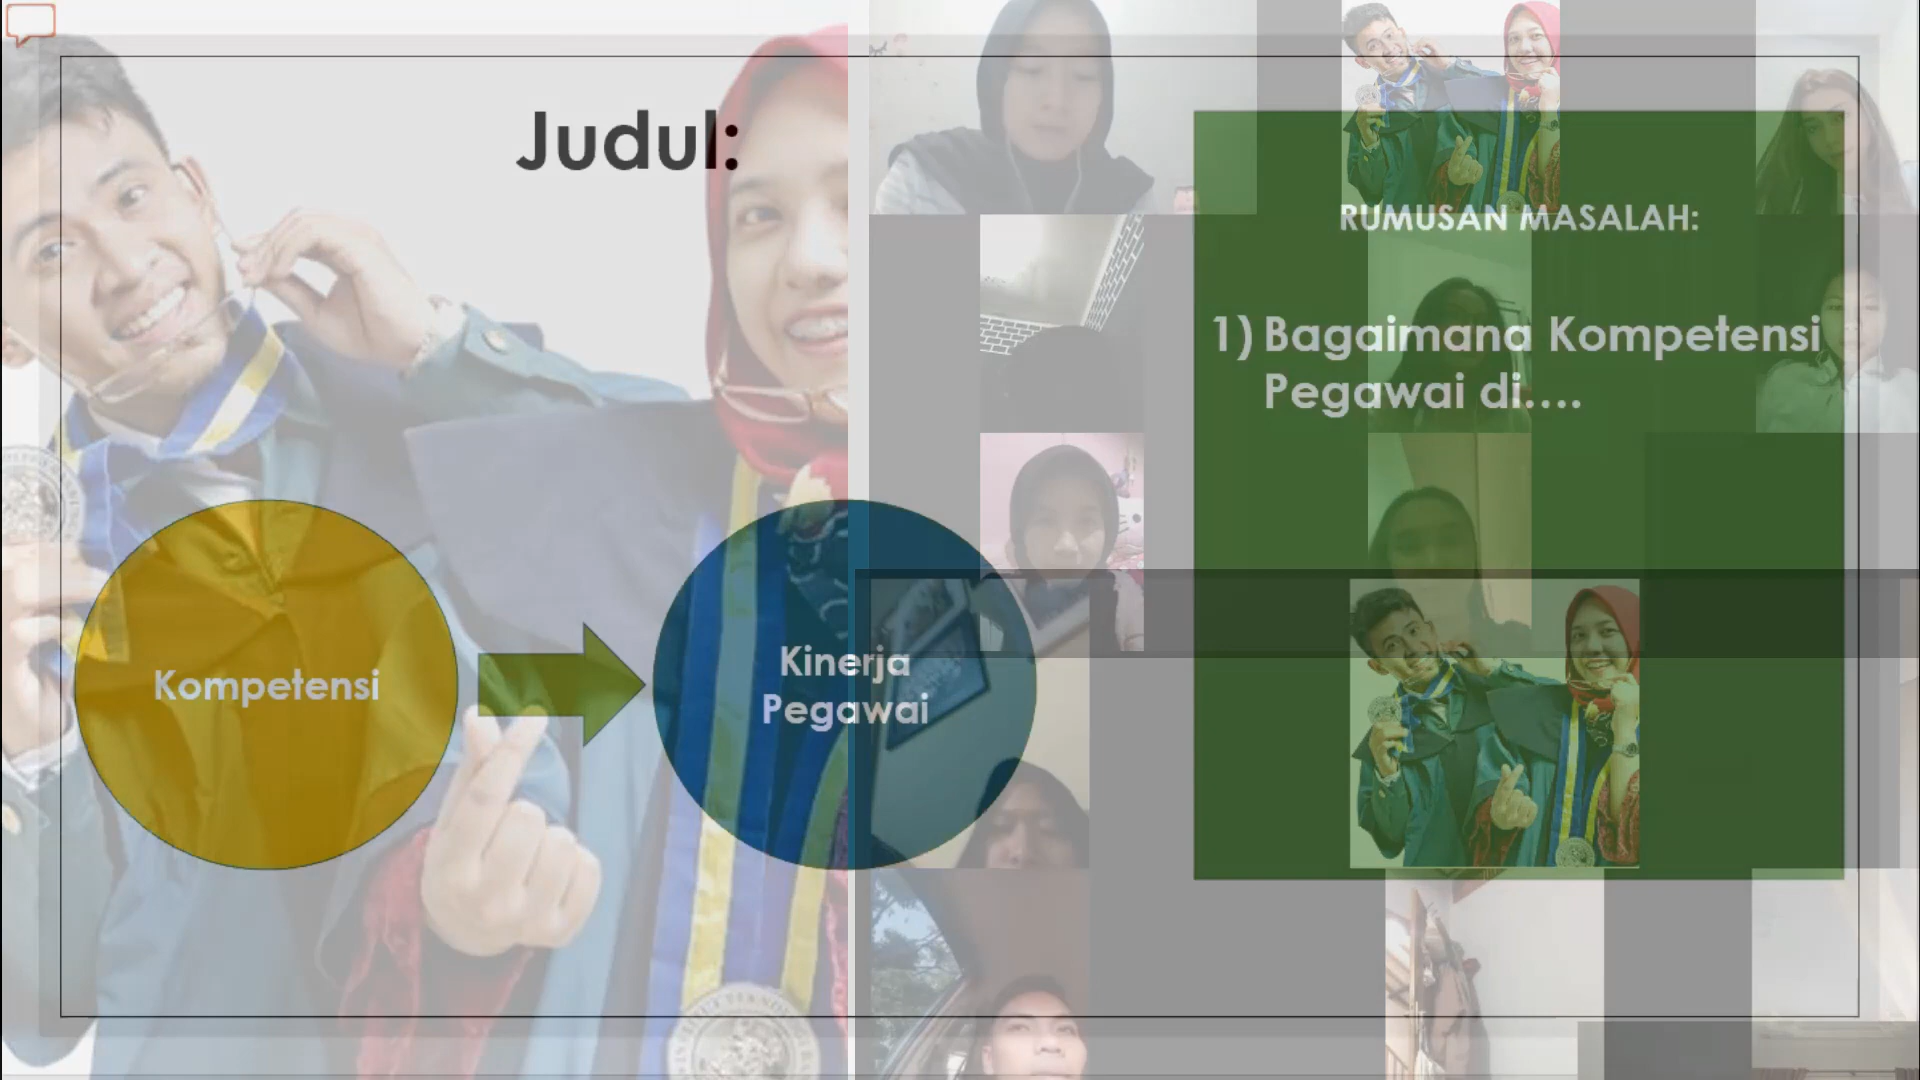 Judul:
RUMUSAN MASALAH:
1) Bagaimana Kompetensi
Pegawai di....
Kompetensi
Kinerja
Pegawai